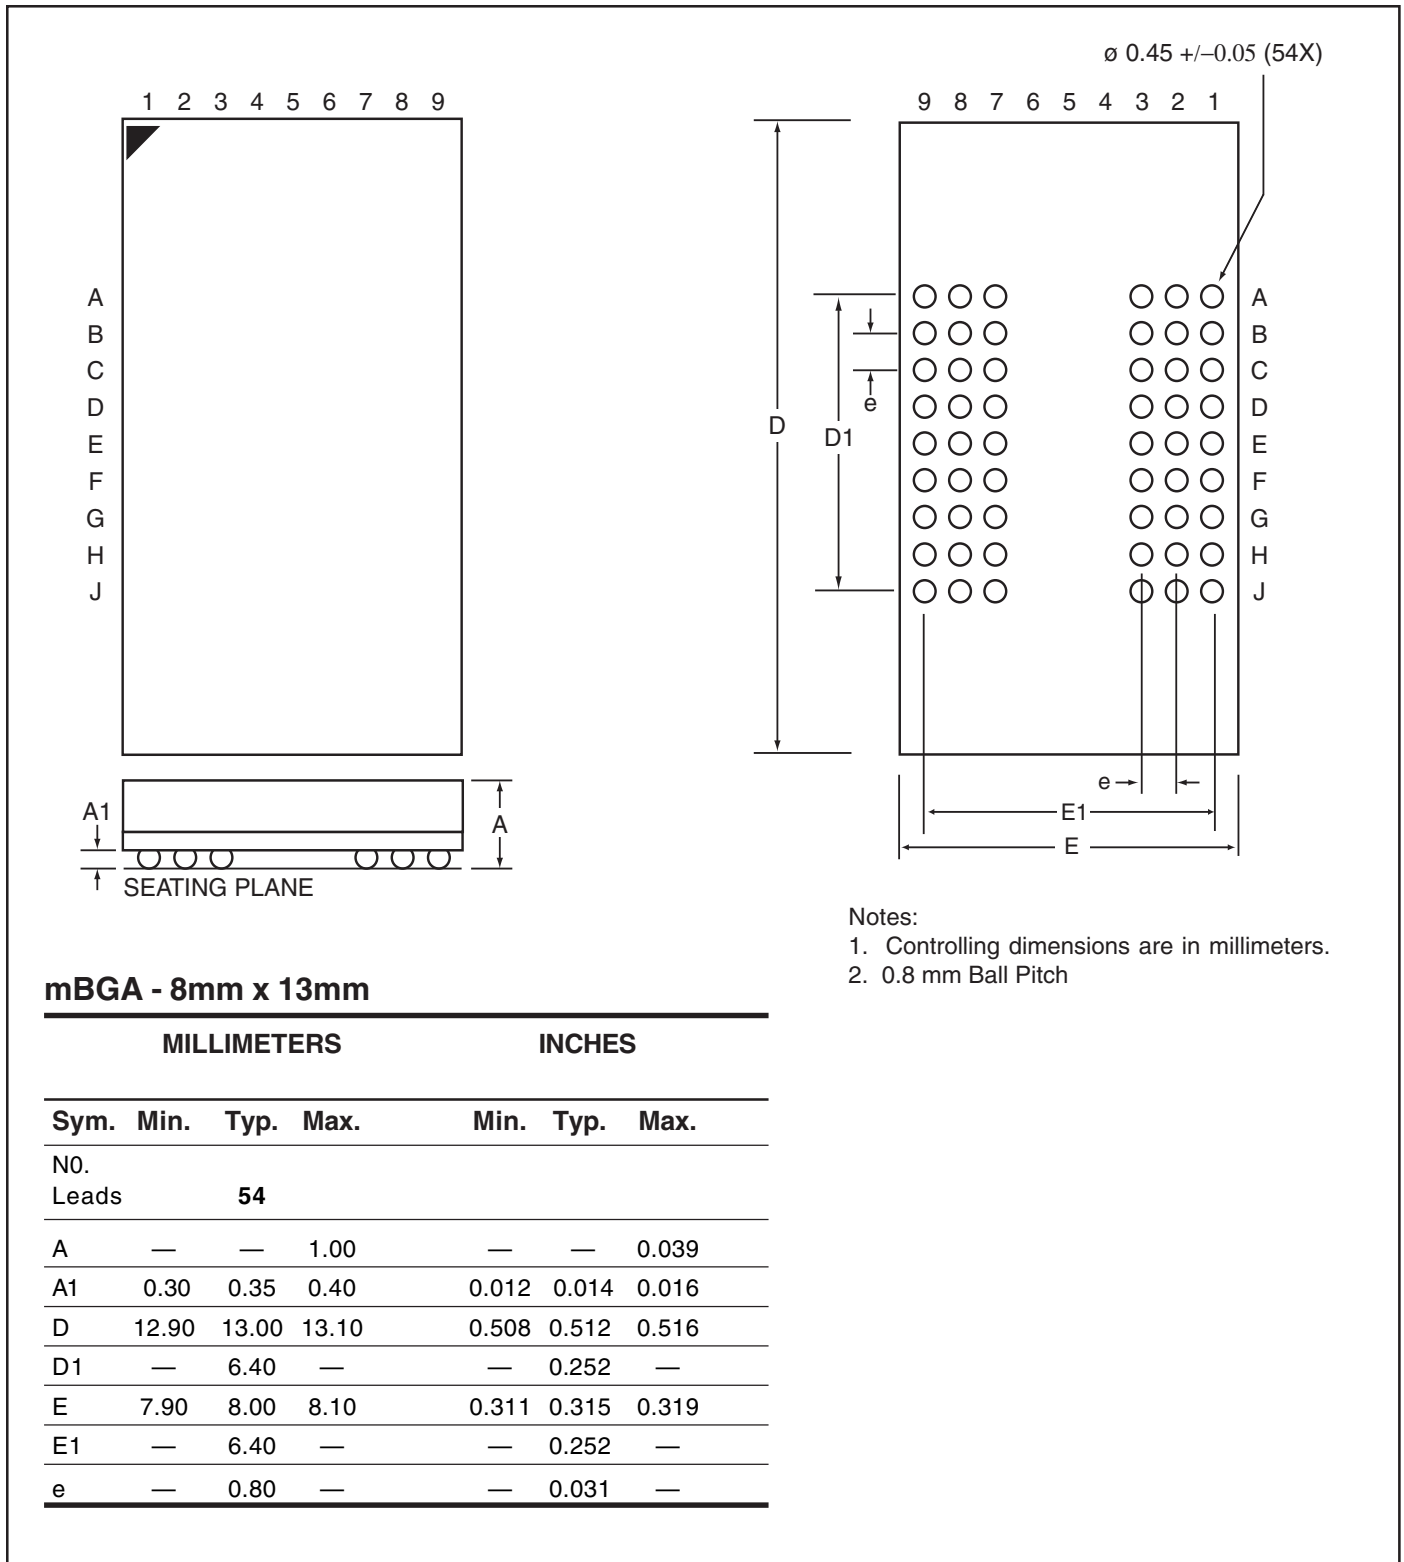 ø 0.45 +/−0.05 (54X)
1 2 3 4 5 6 7 8 9
9 8 7 6 5 4 3 2 1
A
B
C
D
E
F
G
H
J
D
D1
e
A
B
C
D
E
F
G
H
J
e
E1
E
A1
A
SEATING PLANE
Notes:
1. Controlling dimensions are in millimeters.
2. 0.8 mm Ball Pitch
mBGA - 8mm x 13mm
MILLIMETERS INCHES
Sym. Min. Typ. Max. Min. Typ. Max.
N0.
Leads 54
A — — 1.00 — — 0.039
A1 0.30 0.35 0.40 0.012 0.014 0.016
D 12.90 13.00 13.10 0.508 0.512 0.516
D1 — 6.40 — — 0.252 —
E 7.90 8.00 8.10 0.311 0.315 0.319
E1 — 6.40 — — 0.252 —
e — 0.80 — — 0.031 —